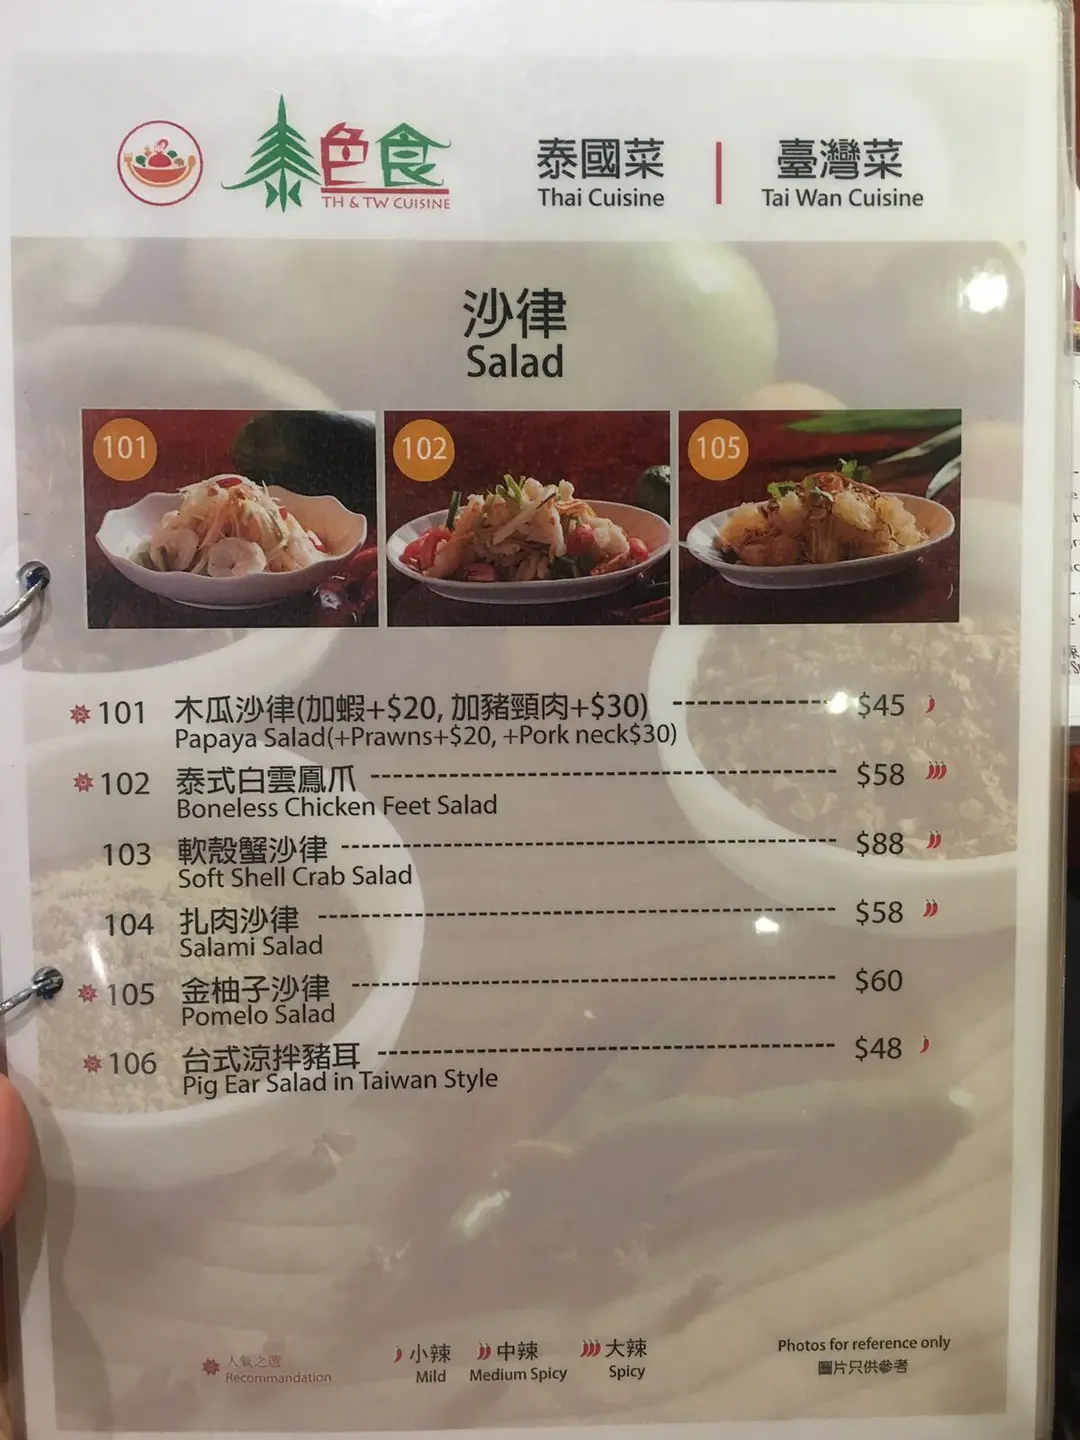 泰色食
TH & TW CUISINE
泰國菜
Thai Cuisine
臺灣菜
Tai Wan Cuisine
沙律
Salad
101
102
105
101 木瓜沙律(加蝦+$20, 加豬頸肉+$30) $45
Papaya Salad(+Prawns+$20, +Pork neck$30)
102 泰式白雲鳳爪 $58
Boneless Chicken Feet Salad
103 軟殼蟹沙律 $88
Soft Shell Crab Salad
104 扎肉沙律 $58
Salami Salad
105 金柚子沙律 $60
Pomelo Salad
106 台式涼拌豬耳 $48
Pig Ear Salad in Taiwan Style
人氣之選
Recommandation
小辣
Mild
中辣
Medium Spicy
大辣
Spicy
Photos for reference only
圖片只供參考